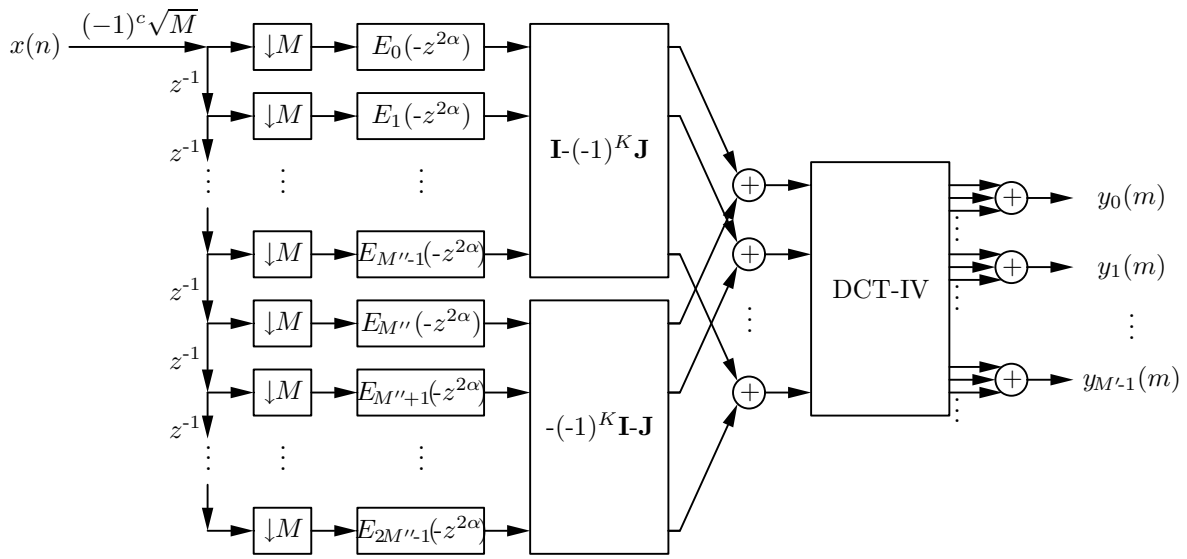 (−1)^c √M
x(n)
↓M E_0(-z^{2α})
z^{-1}
↓M E_1(-z^{2α})
z^{-1}
⋮ ⋮ ⋮
I-(-1)^K J
+
↓M E_{M''-1}(-z^{2α})
+
z^{-1}
↓M E_{M''}(-z^{2α})
⋮
z^{-1}
↓M E_{M''+1}(-z^{2α})
+
z^{-1}
⋮ ⋮ ⋮
-(-1)^K I-J
↓M E_{2M''-1}(-z^{2α})
DCT-IV
+ y_0(m)
⋮
+ y_1(m)
⋮ ⋮
+ y_{M'-1}(m)
⋮